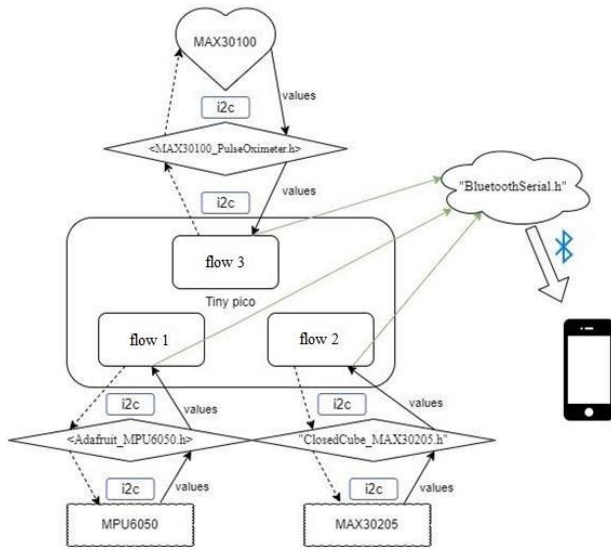 MAX30100
i2c
values
<MAX30100_PulseOximeter.h>
i2c
values
"BluetoothSerial.h"
flow 3
Tiny pico
flow 1
flow 2
i2c
values
i2c
values
<Adafruit_MPU6050.h>
"ClosedCube_MAX30205.h"
i2c
values
i2c
values
MPU6050
MAX30205